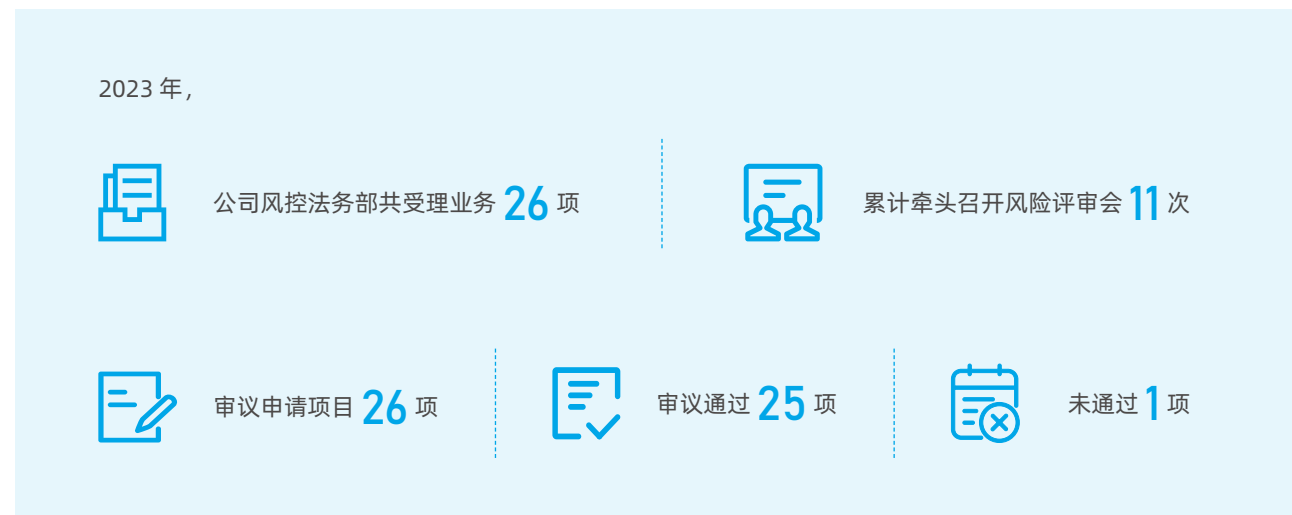 2023 年，
公司风控法务部共受理业务 26 项
累计牵头召开风险评审会 11 次
审议申请项目 26 项
审议通过 25 项
未通过 1 项